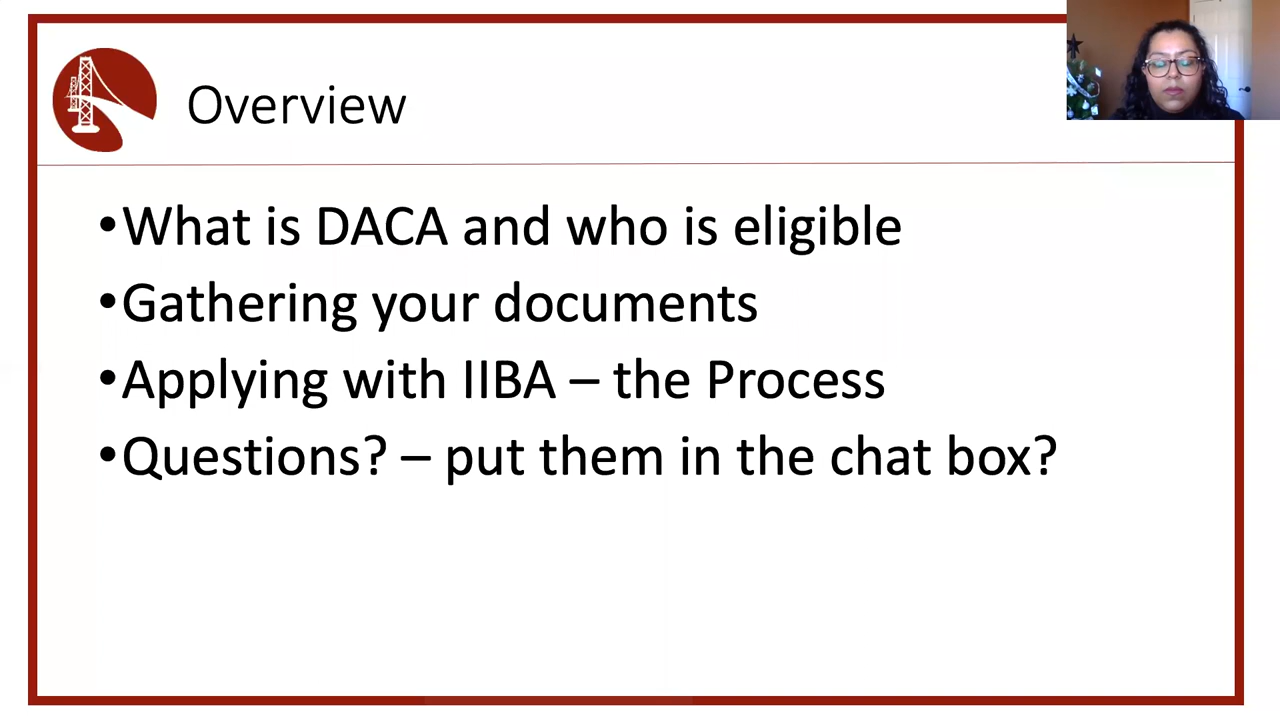 Overview
•What is DACA and who is eligible
•Gathering your documents
•Applying with IIBA – the Process
•Questions? – put them in the chat box?